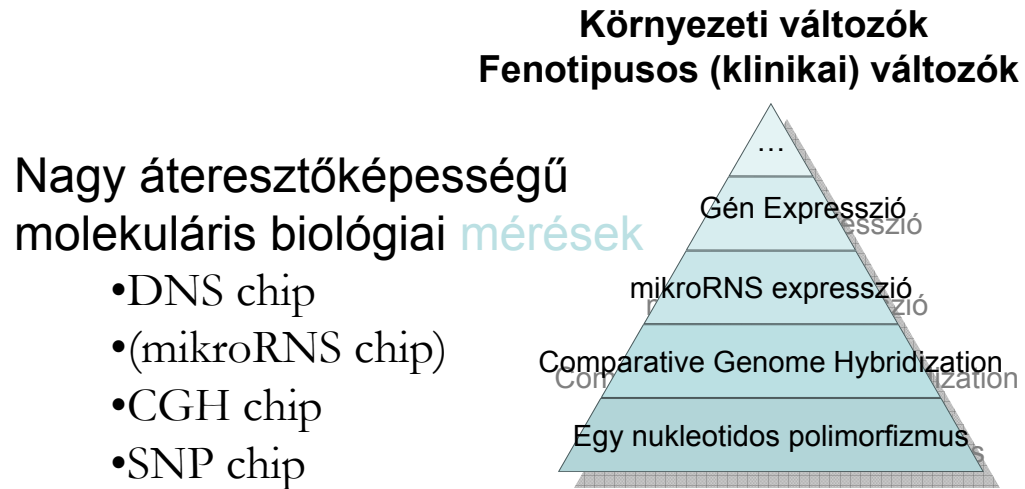 Környezeti változók
Fenotipusos (klinikai) változók
Nagy áteresztőképességű
molekuláris biológiai mérések
•DNS chip
•(mikroRNS chip)
•CGH chip
•SNP chip
…
Gén Expresszió
mikroRNS expresszió
Comparative Genome Hybridization
Egy nukleotidos polimorfizmus